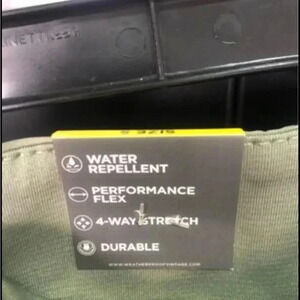 WATER
REPELLENT
PERFORMANCE
FLEX
4-WAY STRETCH
DURABLE
WWW.WEATHERPROOFVINTAGE.COM